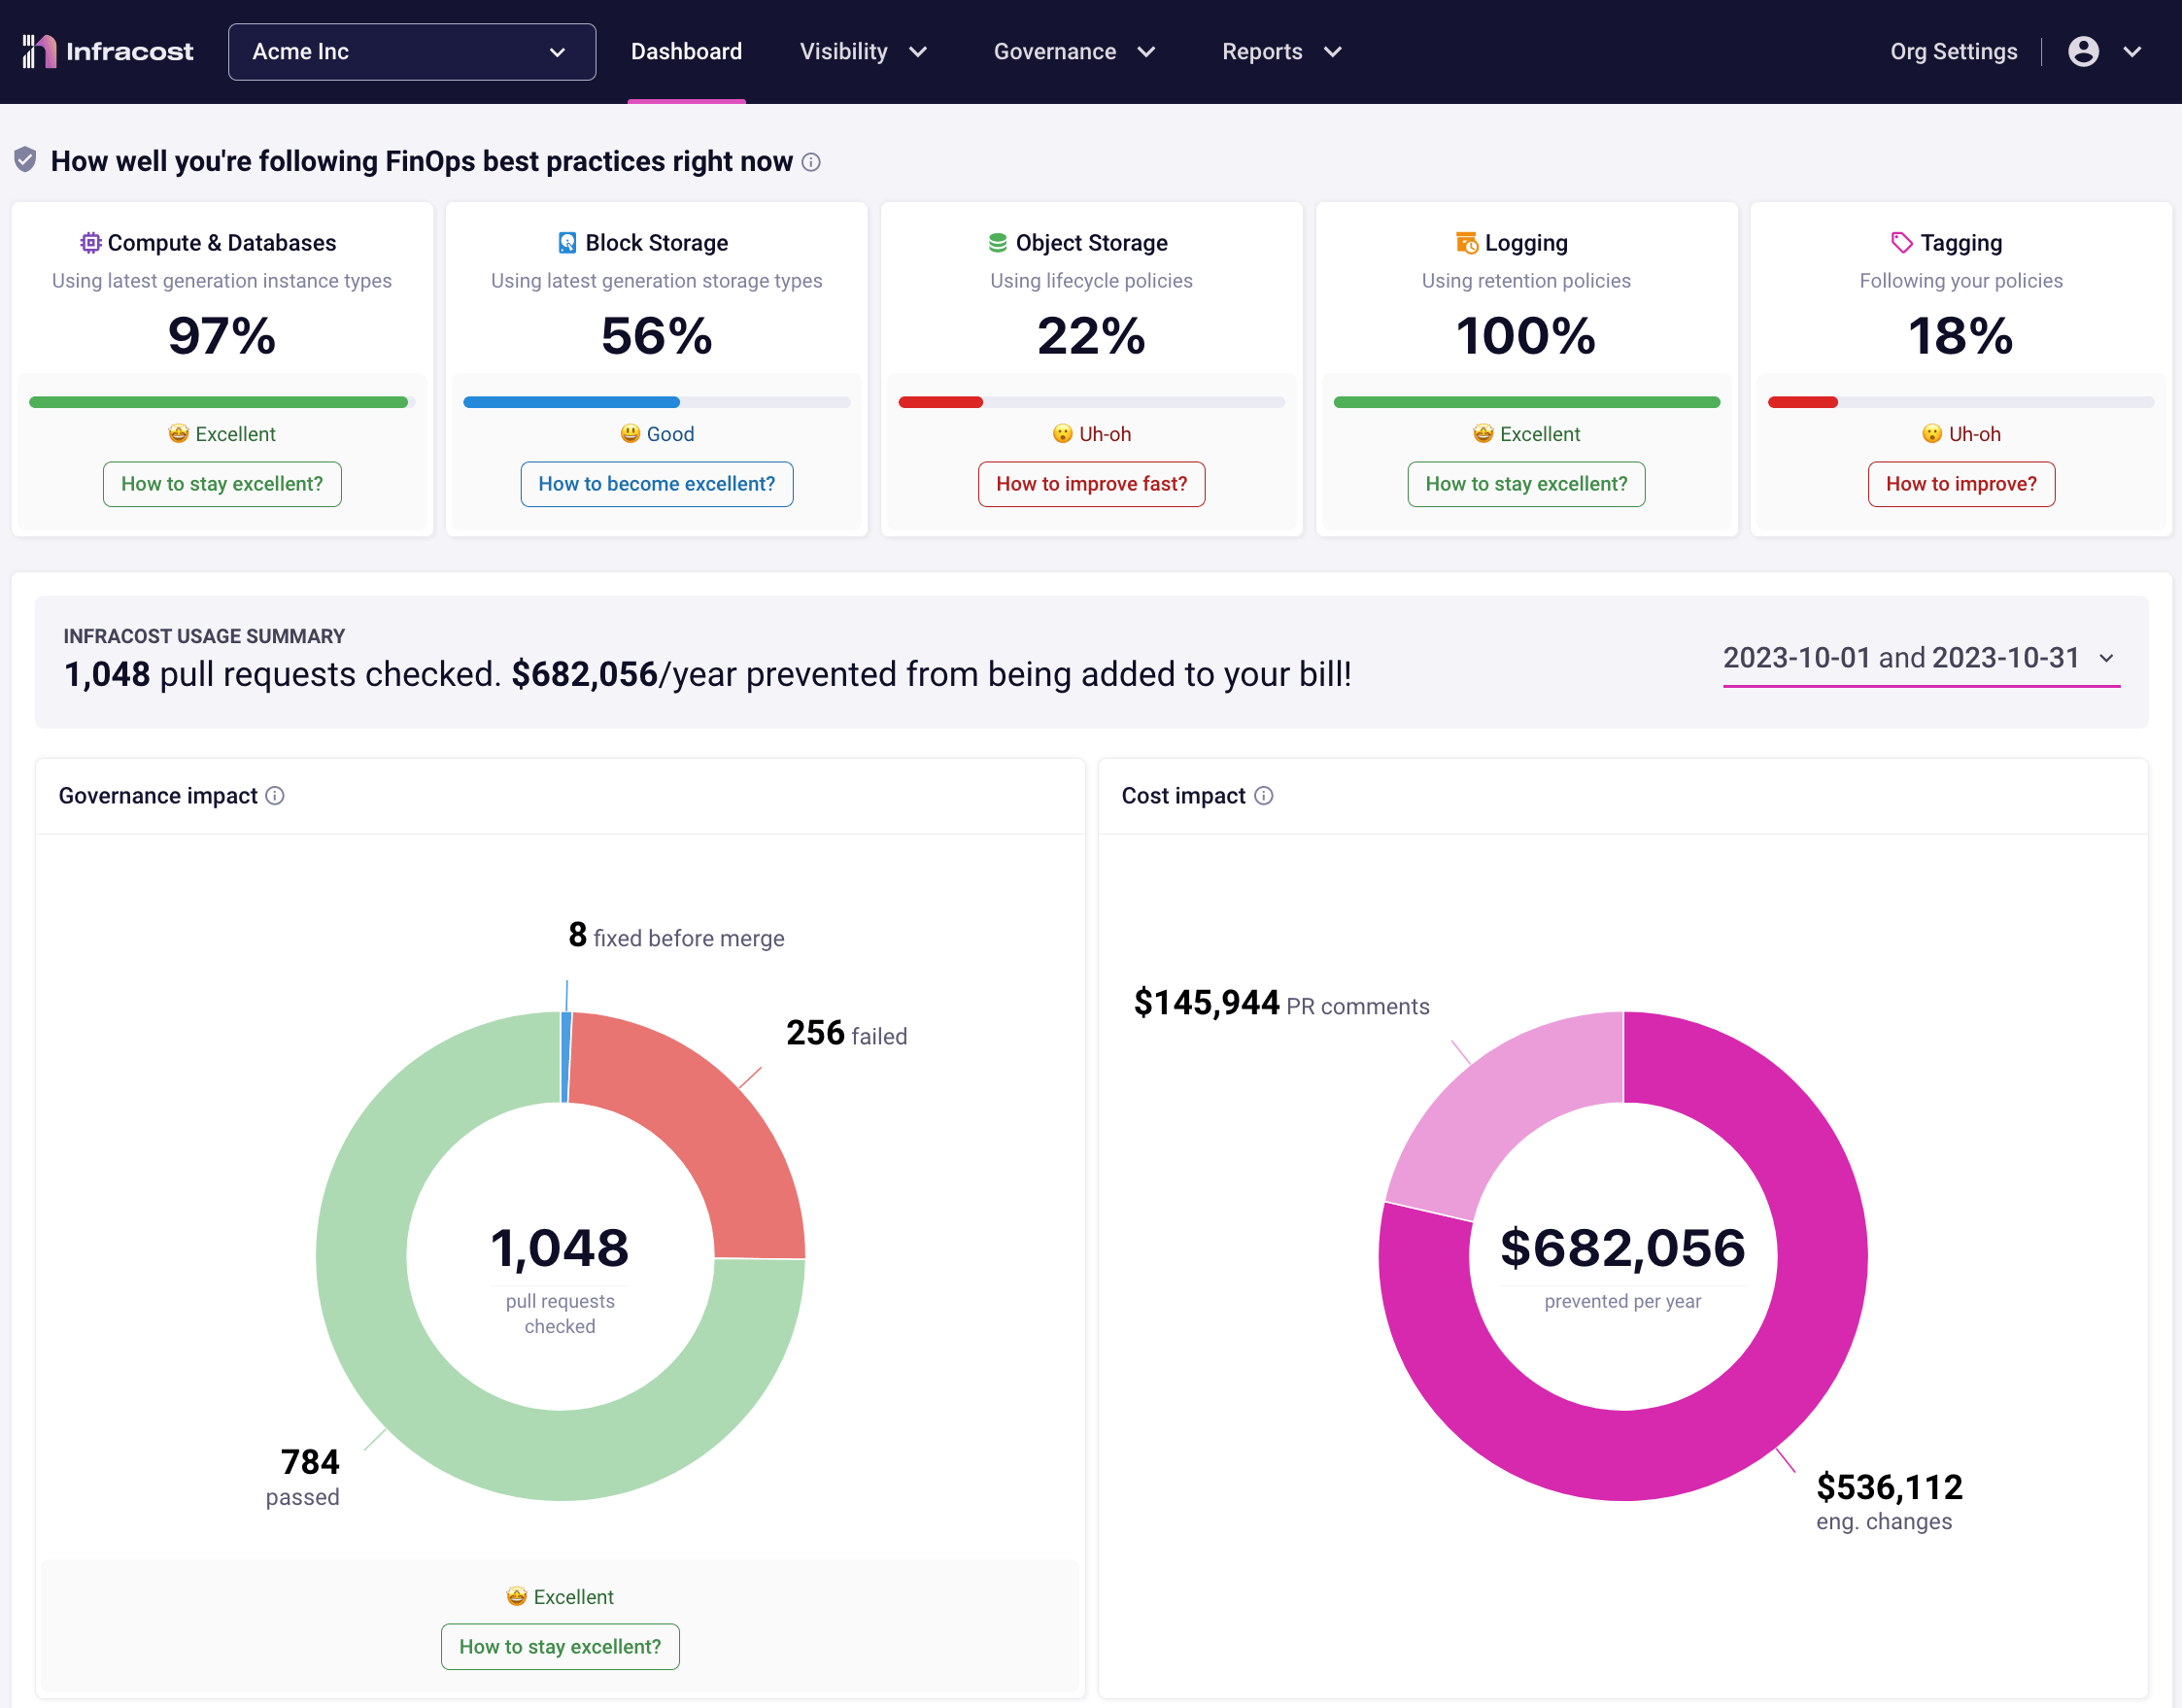 Infracost
Acme Inc
Dashboard
Visibility
Governance
Reports
Org Settings
How well you're following FinOps best practices right now
Compute & Databases
Using latest generation instance types
97%
🤩 Excellent
How to stay excellent?
Block Storage
Using latest generation storage types
56%
😃 Good
How to become excellent?
Object Storage
Using lifecycle policies
22%
😮 Uh-oh
How to improve fast?
Logging
Using retention policies
100%
🤩 Excellent
How to stay excellent?
Tagging
Following your policies
18%
😮 Uh-oh
How to improve?
INFRACOST USAGE SUMMARY
1,048 pull requests checked. $682,056/year prevented from being added to your bill!
2023-10-01 and 2023-10-31
Governance impact
8 fixed before merge
256 failed
1,048
pull requests
checked
784
passed
🤩 Excellent
How to stay excellent?
Cost impact
$145,944 PR comments
$682,056
prevented per year
$536,112
eng. changes